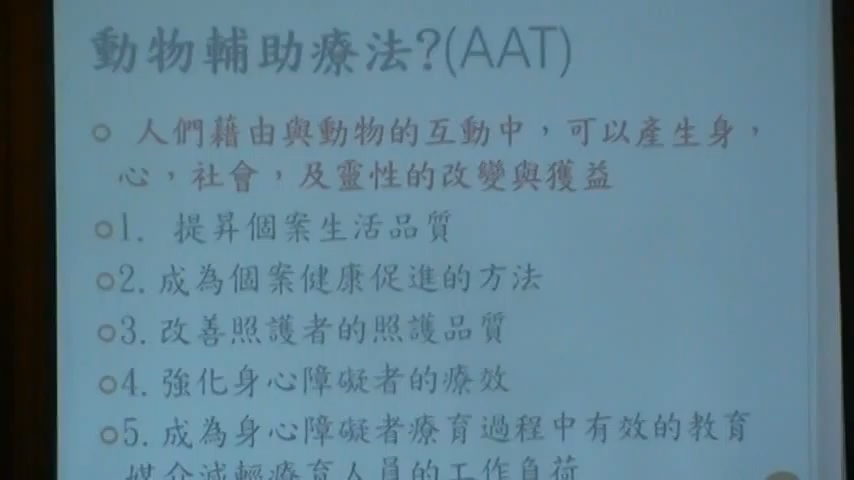 動物輔助療法?(AAT)
人們藉由與動物的互動中，可以產生身，
心，社會，及靈性的改變與獲益
1. 提昇個案生活品質
2.成為個案健康促進的方法
3.改善照護者的照護品質
4.強化身心障礙者的療效
5.成為身心障礙者療育過程中有效的教育
媒介減輕療育人員的工作負荷